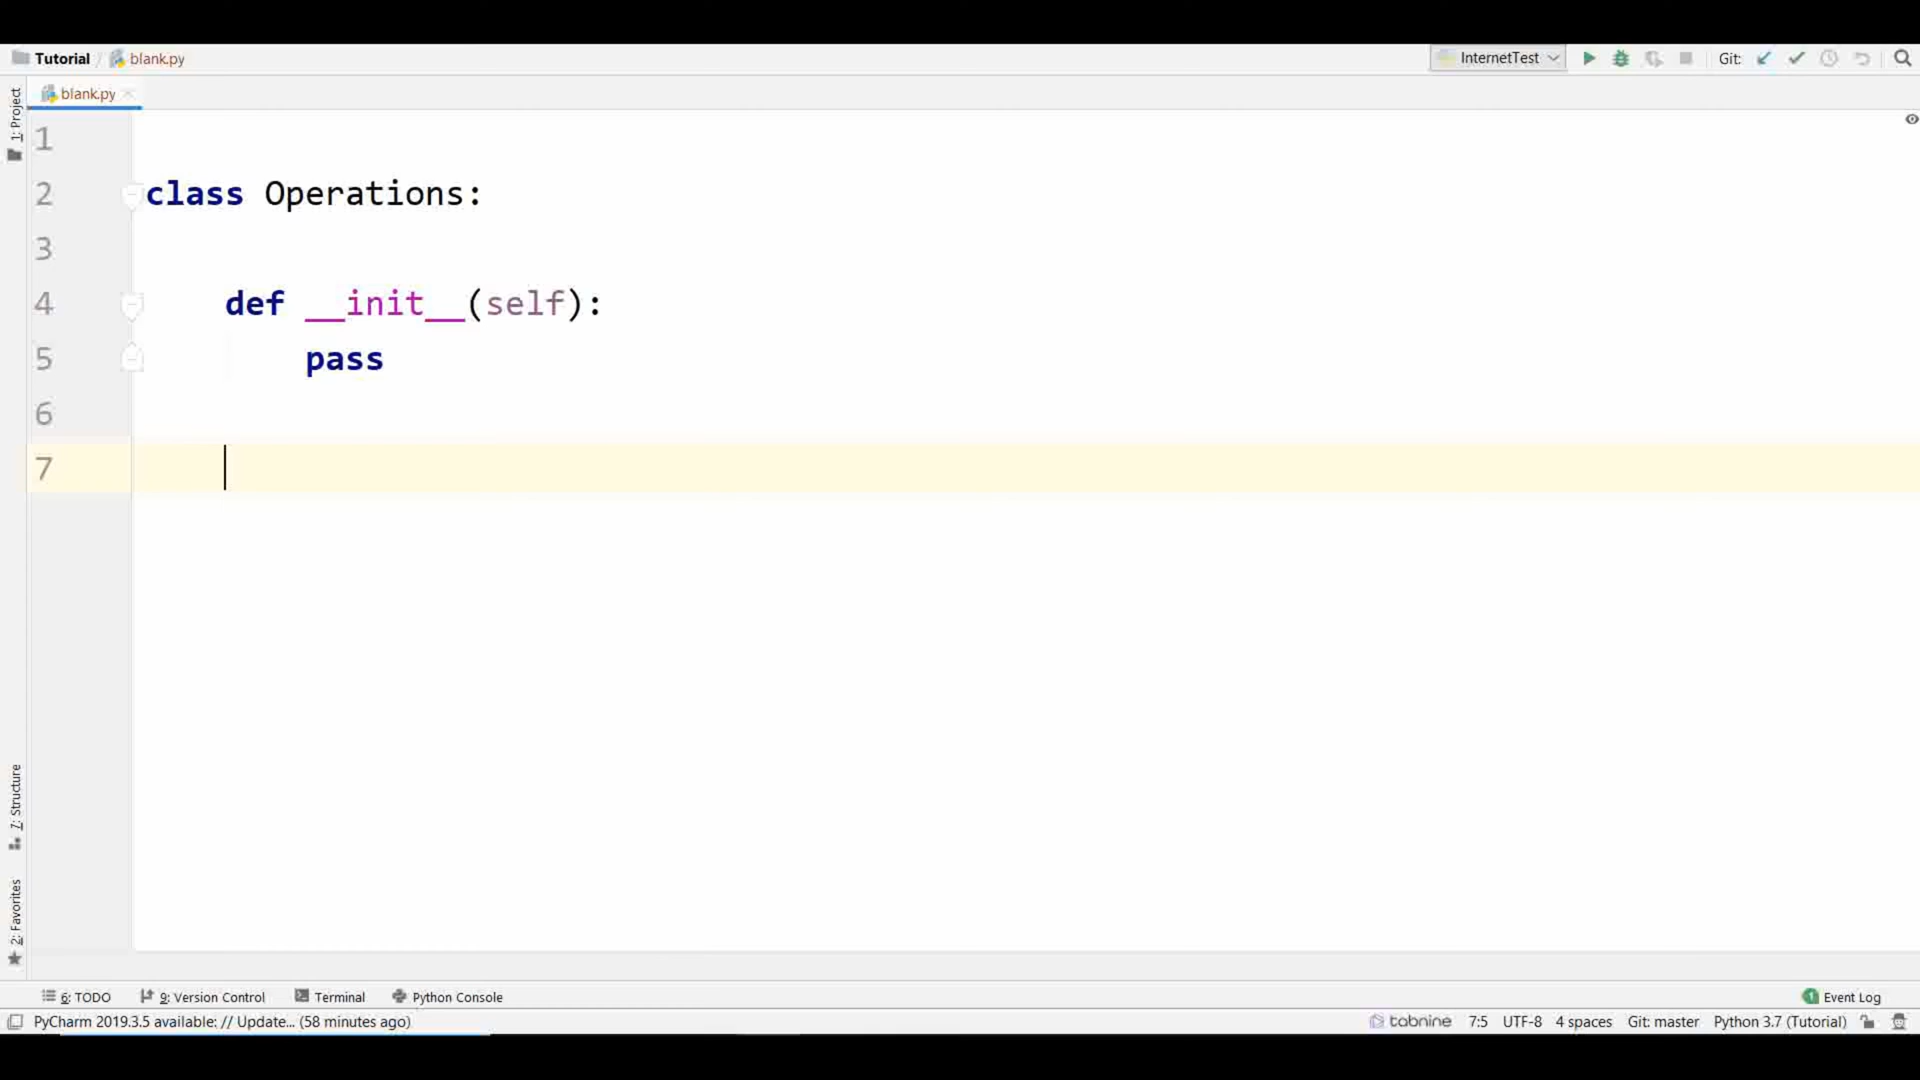 Tutorial blank.py InternetTest Git:
blank.py
1: Project
1
2 class Operations:
3
4 def __init__(self):
5 pass
6
7
7: Structure
2: Favorites
6: TODO 9: Version Control Terminal Python Console 1 Event Log
PyCharm 2019.3.5 available: // Update... (58 minutes ago) tabnine 7:5 UTF-8 4 spaces Git: master Python 3.7 (Tutorial)